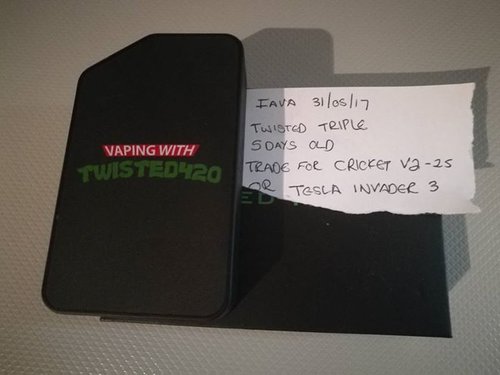 VAPING WITH
TWISTED420
IAVA 31/05/17
TWISTED TRIPLE
5 DAYS OLD
TRADE FOR CRICKET V2-25
OR TESLA INVADER 3